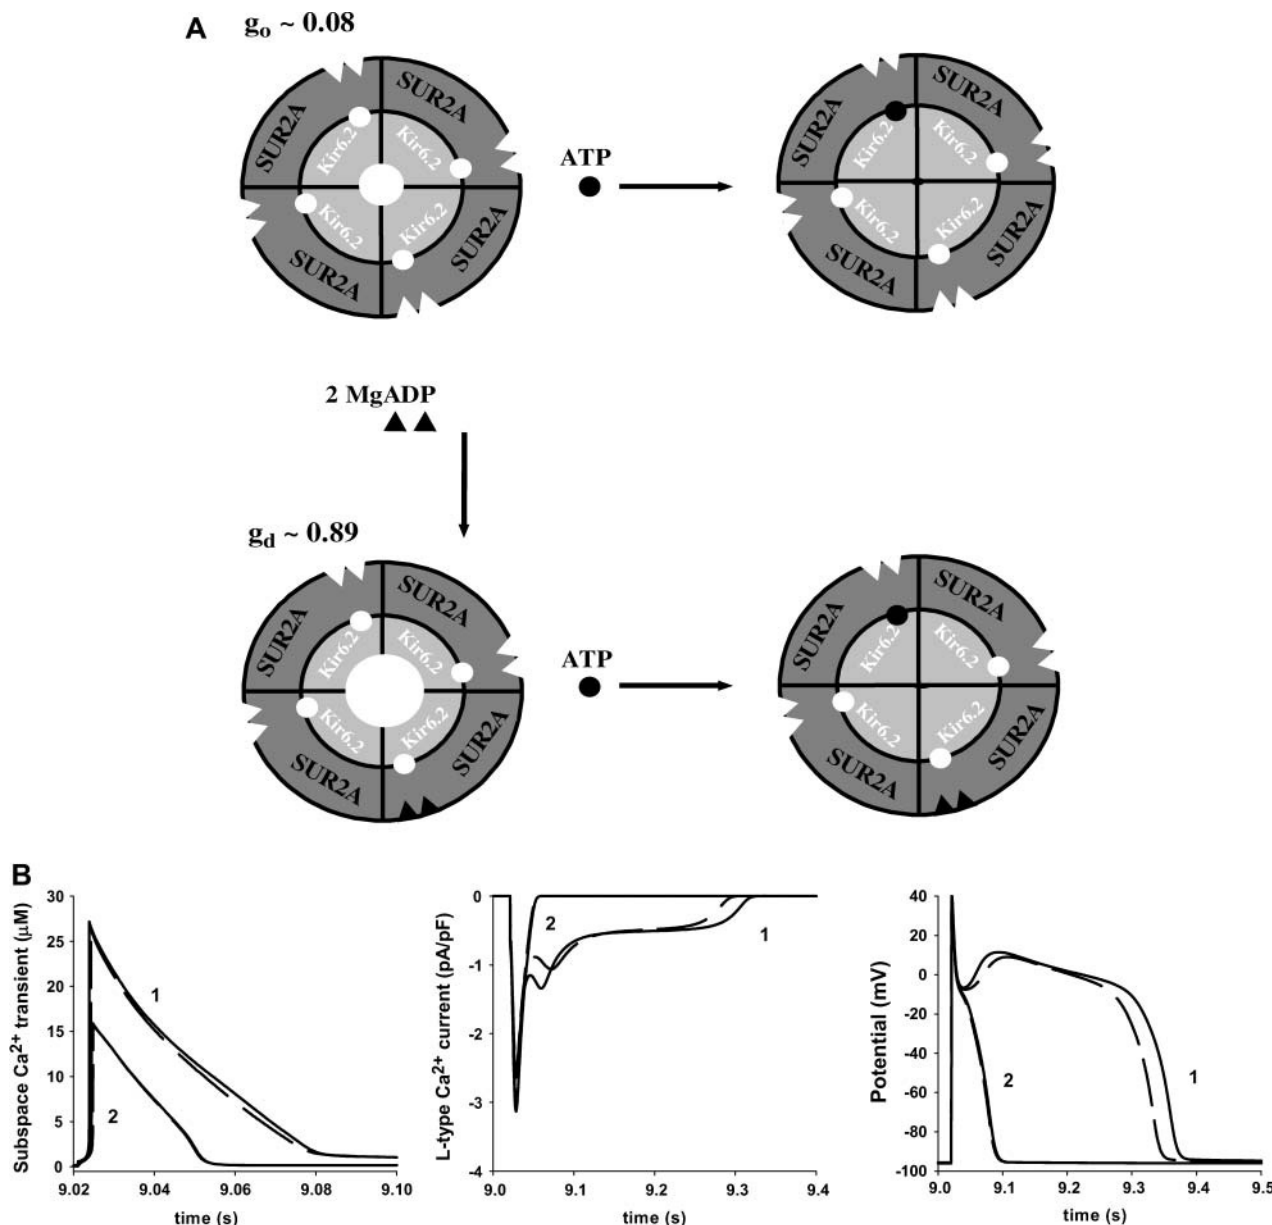 A
g₀ ~ 0.08
SUR2A SUR2A
Kir6.2 Kir6.2
Kir6.2 Kir6.2
SUR2A SUR2A
ATP
SUR2A SUR2A
Kir6.2 Kir6.2
Kir6.2 Kir6.2
SUR2A SUR2A
2 MgADP
g_d ~ 0.89
SUR2A SUR2A
Kir6.2 Kir6.2
Kir6.2 Kir6.2
SUR2A SUR2A
ATP
SUR2A SUR2A
Kir6.2 Kir6.2
Kir6.2 Kir6.2
SUR2A SUR2A
B
Subspace Ca²⁺ transient (μM)
30
25
20
15
10
5
0
1
2
9.02 9.04 9.06 9.08 9.10
time (s)
L-type Ca²⁺ current (pA/pF)
0
-1
-2
-3
-4
2
1
9.0 9.1 9.2 9.3 9.4
time (s)
Potential (mV)
40
20
0
-20
-40
-60
-80
-100
2
1
9.0 9.1 9.2 9.3 9.4 9.5
time (s)